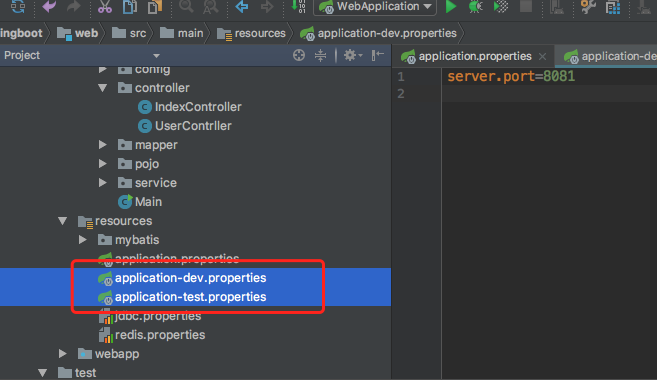 WebApplication
ingboot web src main resources application-dev.properties
Project
application.properties
application-de
config
controller
IndexController
UserContrller
mapper
pojo
service
Main
resources
mybatis
application.properties
application-dev.properties
application-test.properties
jdbc.properties
redis.properties
webapp
test
1 server.port=8081
2